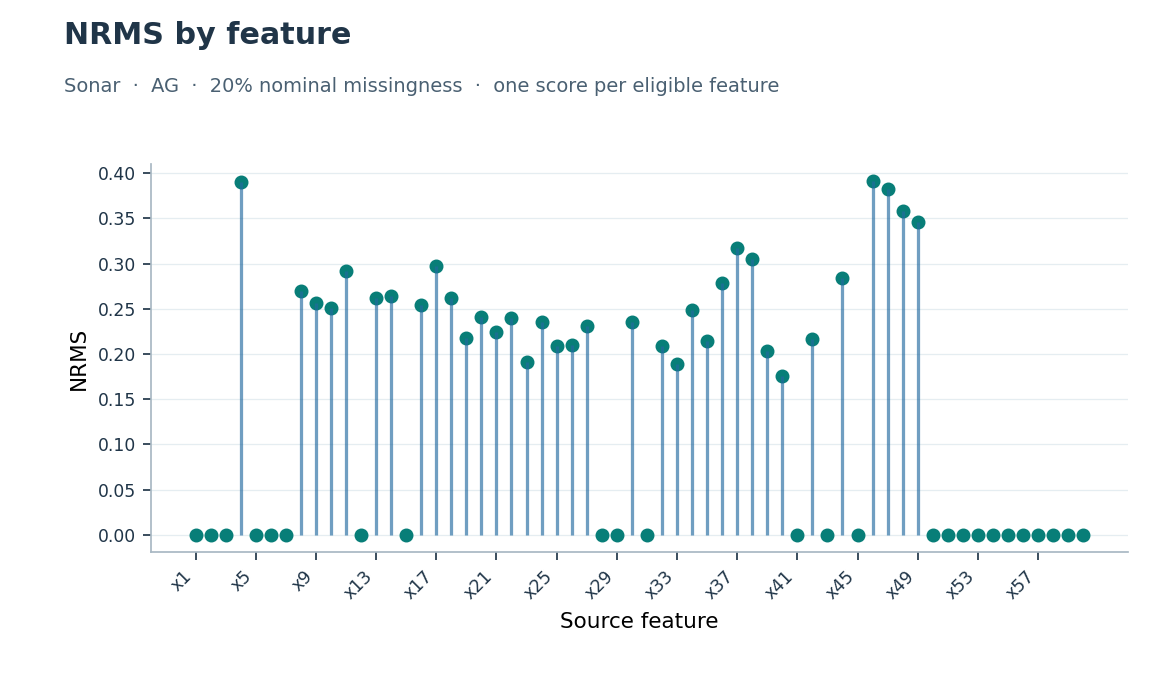 NRMS by feature
Sonar · AG · 20% nominal missingness · one score per eligible feature
0.40
0.35
0.30
0.25
0.20
0.15
0.10
0.05
0.00
NRMS
x1 x5 x9 x13 x17 x21 x25 x29 x33 x37 x41 x45 x49 x53 x57
Source feature